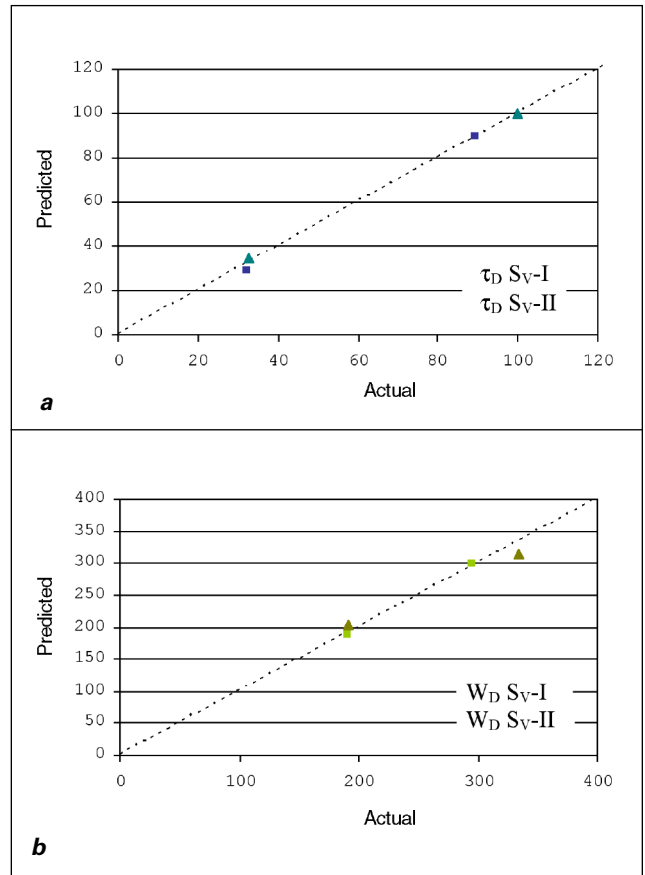 120
100
80
60
40
20
0
Predicted
τD SV-I
τD SV-II
0 20 40 60 80 100 120
Actual
a
400
350
300
250
200
150
100
50
0
Predicted
WD SV-I
WD SV-II
0 100 200 300 400
Actual
b